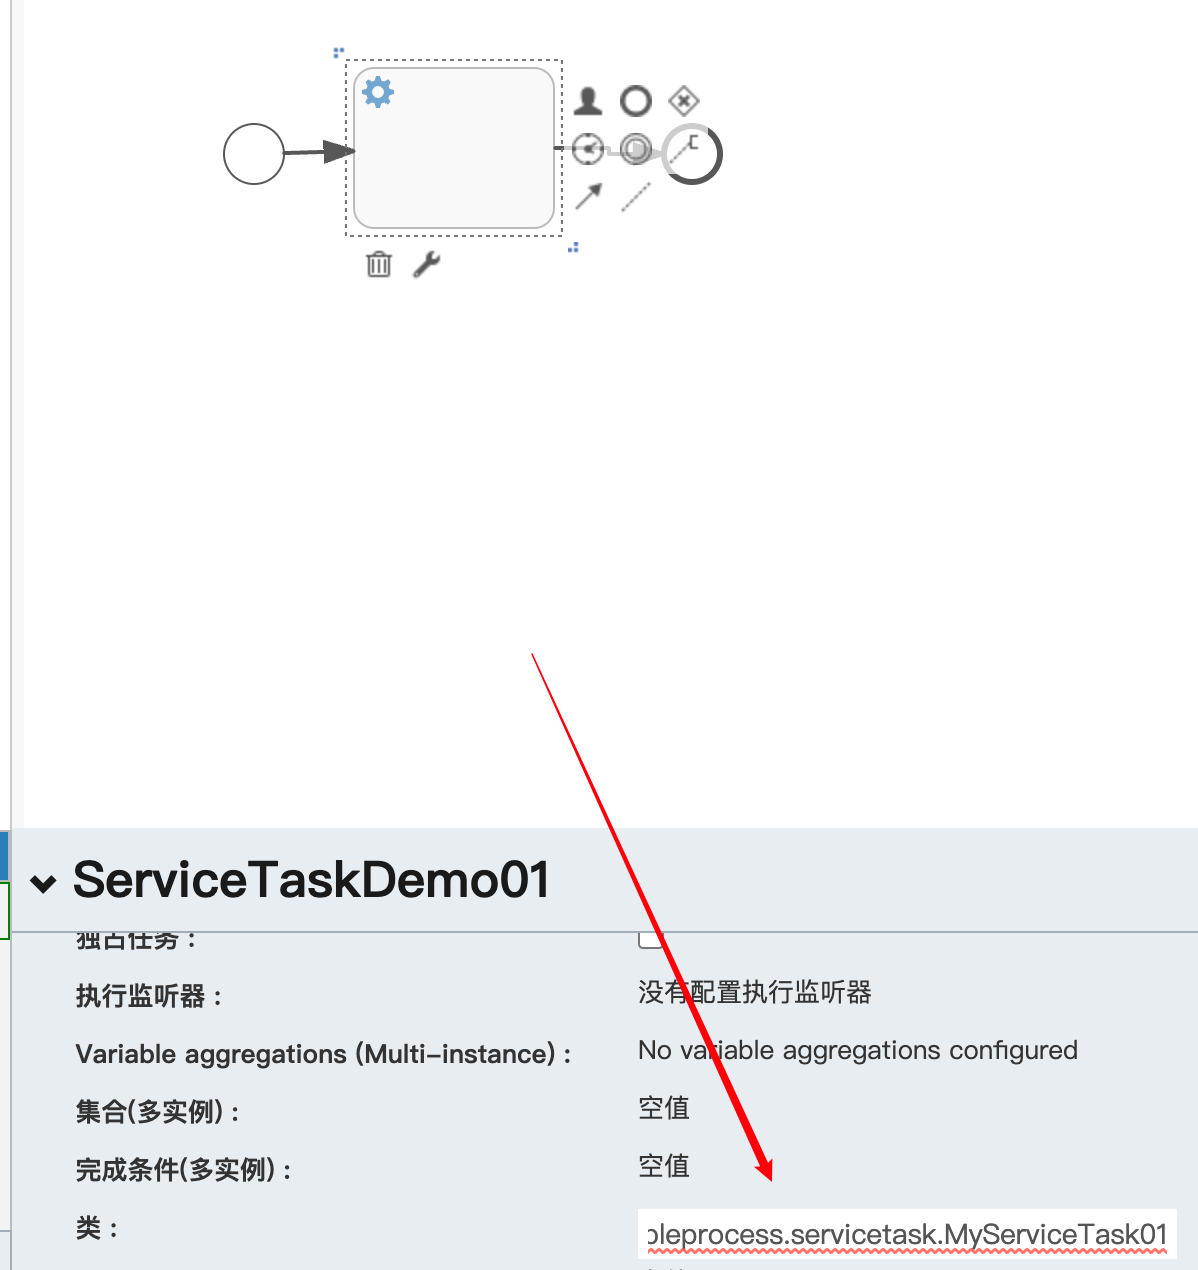 ServiceTaskDemo01
独占任务：
执行监听器：
没有配置执行监听器
Variable aggregations (Multi-instance)：
No variable aggregations configured
集合(多实例)：
空值
完成条件(多实例)：
空值
类：
pleprocess.servicetask.MyServiceTask01